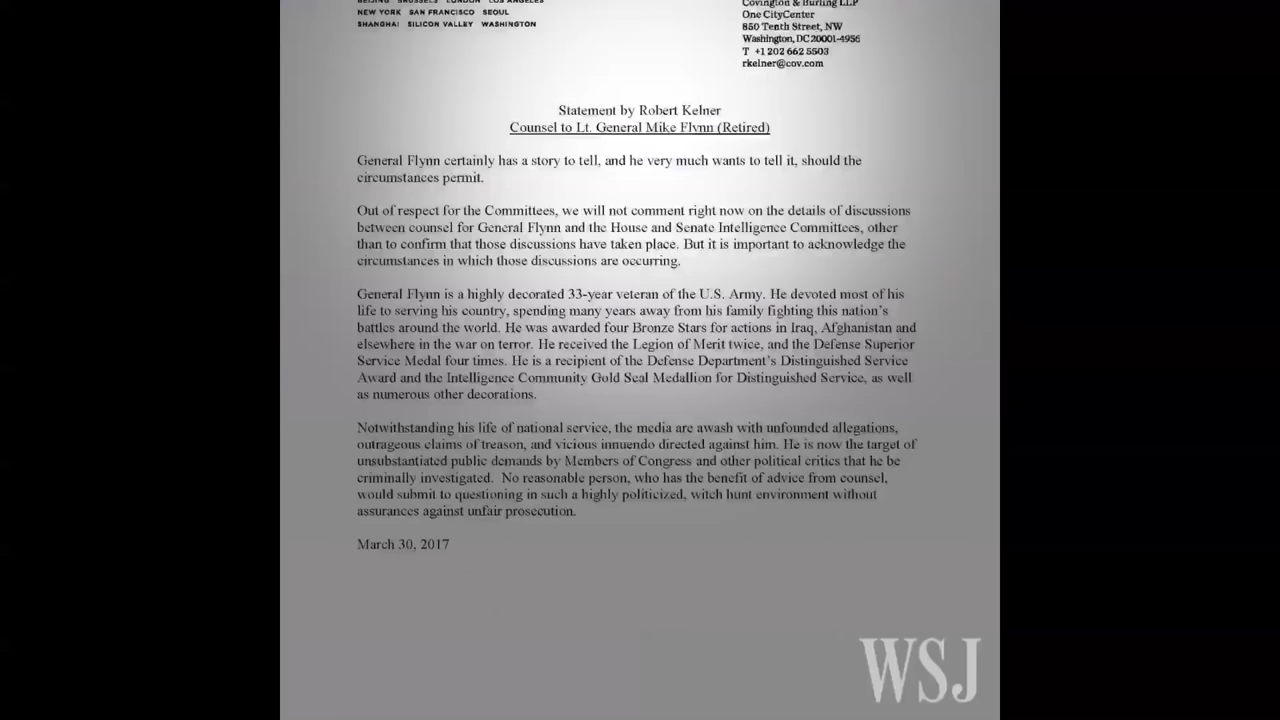 BEIJING BRUSSELS LONDON LOS ANGELES
NEW YORK SAN FRANCISCO SEOUL
SHANGHAI SILICON VALLEY WASHINGTON
Covington & Burling LLP
One CityCenter
850 Tenth Street, NW
Washington, DC 20001-4956
T +1 202 662 5503
rkelner@cov.com
Statement by Robert Kelner
Counsel to Lt. General Mike Flynn (Retired)
General Flynn certainly has a story to tell, and he very much wants to tell it, should the
circumstances permit.
Out of respect for the Committees, we will not comment right now on the details of discussions
between counsel for General Flynn and the House and Senate Intelligence Committees, other
than to confirm that those discussions have taken place. But it is important to acknowledge the
circumstances in which those discussions are occurring.
General Flynn is a highly decorated 33-year veteran of the U.S. Army. He devoted most of his
life to serving his country, spending many years away from his family fighting this nation's
battles around the world. He was awarded four Bronze Stars for actions in Iraq, Afghanistan and
elsewhere in the war on terror. He received the Legion of Merit twice, and the Defense Superior
Service Medal four times. He is a recipient of the Defense Department's Distinguished Service
Award and the Intelligence Community Gold Seal Medallion for Distinguished Service, as well
as numerous other decorations.
Notwithstanding his life of national service, the media are awash with unfounded allegations,
outrageous claims of treason, and vicious innuendo directed against him. He is now the target of
unsubstantiated public demands by Members of Congress and other political critics that he be
criminally investigated.  No reasonable person, who has the benefit of advice from counsel,
would submit to questioning in such a highly politicized, witch hunt environment without
assurances against unfair prosecution.
March 30, 2017
WSJ